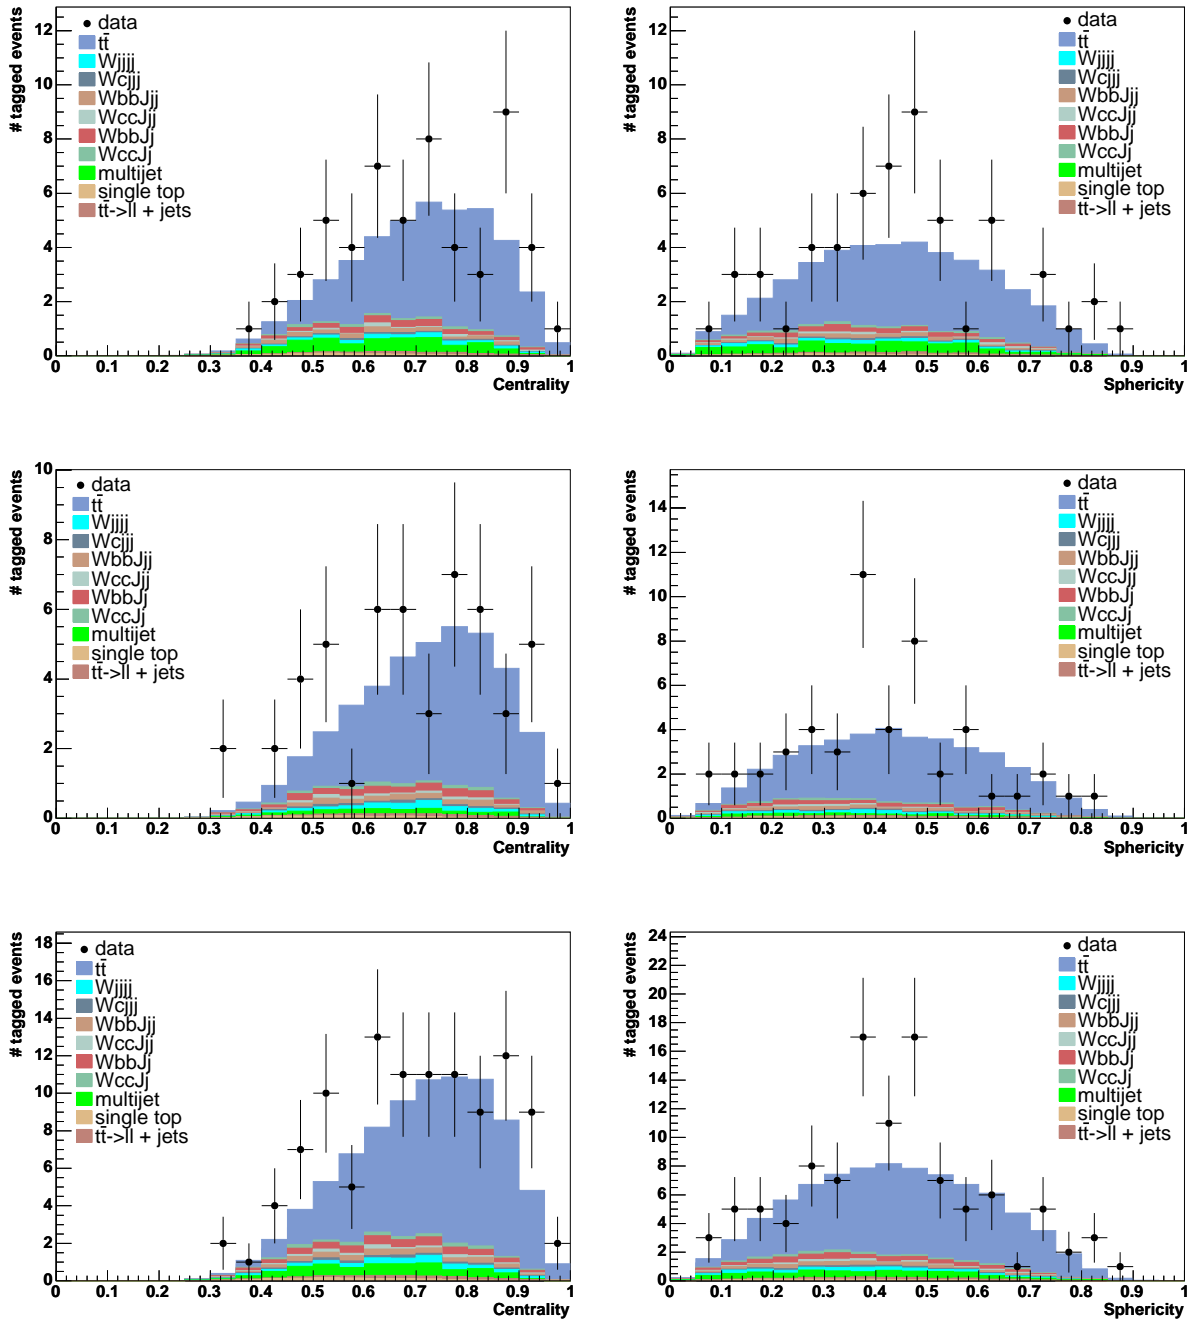 # tagged events
12
10
8
6
4
2
0
data
tt̄
Wjjjj
Wcjjj
WbbJjj
WccJjj
WbbJj
WccJj
multijet
single top
tt̄->ll + jets
0 0.1 0.2 0.3 0.4 0.5 0.6 0.7 0.8 0.9 1
Centrality
# tagged events
12
10
8
6
4
2
0
data
tt̄
Wjjjj
Wcjjj
WbbJjj
WccJjj
WbbJj
WccJj
multijet
single top
tt̄->ll + jets
0 0.1 0.2 0.3 0.4 0.5 0.6 0.7 0.8 0.9 1
Sphericity
# tagged events
10
8
6
4
2
0
data
tt̄
Wjjjj
Wcjjj
WbbJjj
WccJjj
WbbJj
WccJj
multijet
single top
tt̄->ll + jets
0 0.1 0.2 0.3 0.4 0.5 0.6 0.7 0.8 0.9 1
Centrality
# tagged events
14
12
10
8
6
4
2
0
data
tt̄
Wjjjj
Wcjjj
WbbJjj
WccJjj
WbbJj
WccJj
multijet
single top
tt̄->ll + jets
0 0.1 0.2 0.3 0.4 0.5 0.6 0.7 0.8 0.9 1
Sphericity
# tagged events
18
16
14
12
10
8
6
4
2
0
data
tt̄
Wjjjj
Wcjjj
WbbJjj
WccJjj
WbbJj
WccJj
multijet
single top
tt̄->ll + jets
0 0.1 0.2 0.3 0.4 0.5 0.6 0.7 0.8 0.9 1
Centrality
# tagged events
24
22
20
18
16
14
12
10
8
6
4
2
0
data
tt̄
Wjjjj
Wcjjj
WbbJjj
WccJjj
WbbJj
WccJj
multijet
single top
tt̄->ll + jets
0 0.1 0.2 0.3 0.4 0.5 0.6 0.7 0.8 0.9 1
Sphericity